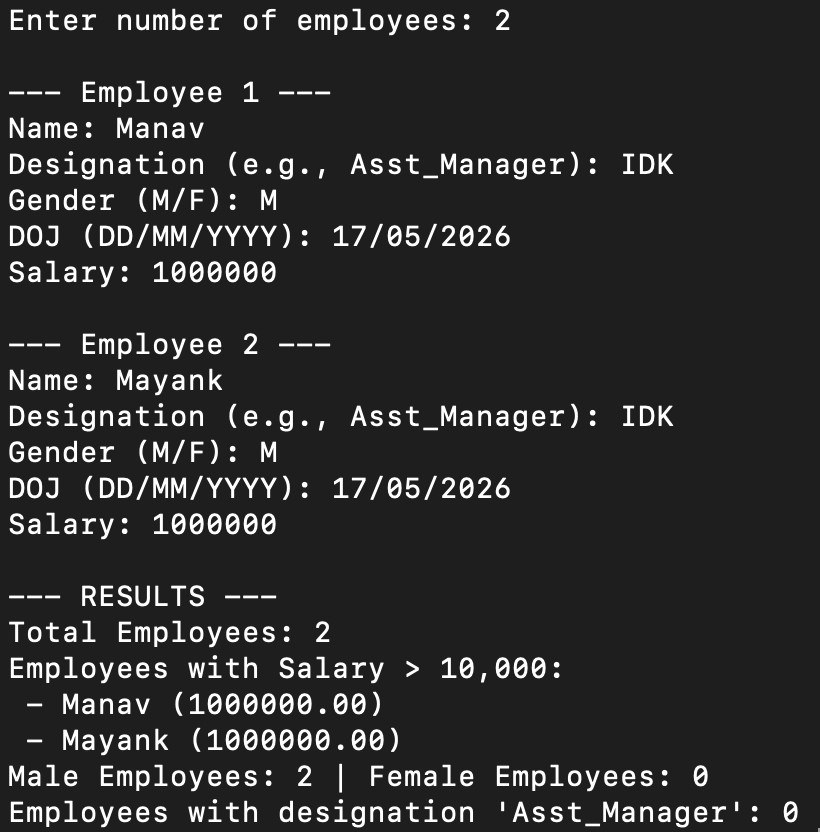 Enter number of employees: 2
--- Employee 1 ---
Name: Manav
Designation (e.g., Asst_Manager): IDK
Gender (M/F): M
DOJ (DD/MM/YYYY): 17/05/2026
Salary: 1000000
--- Employee 2 ---
Name: Mayank
Designation (e.g., Asst_Manager): IDK
Gender (M/F): M
DOJ (DD/MM/YYYY): 17/05/2026
Salary: 1000000
--- RESULTS ---
Total Employees: 2
Employees with Salary > 10,000:
 - Manav (1000000.00)
 - Mayank (1000000.00)
Male Employees: 2 | Female Employees: 0
Employees with designation 'Asst_Manager': 0